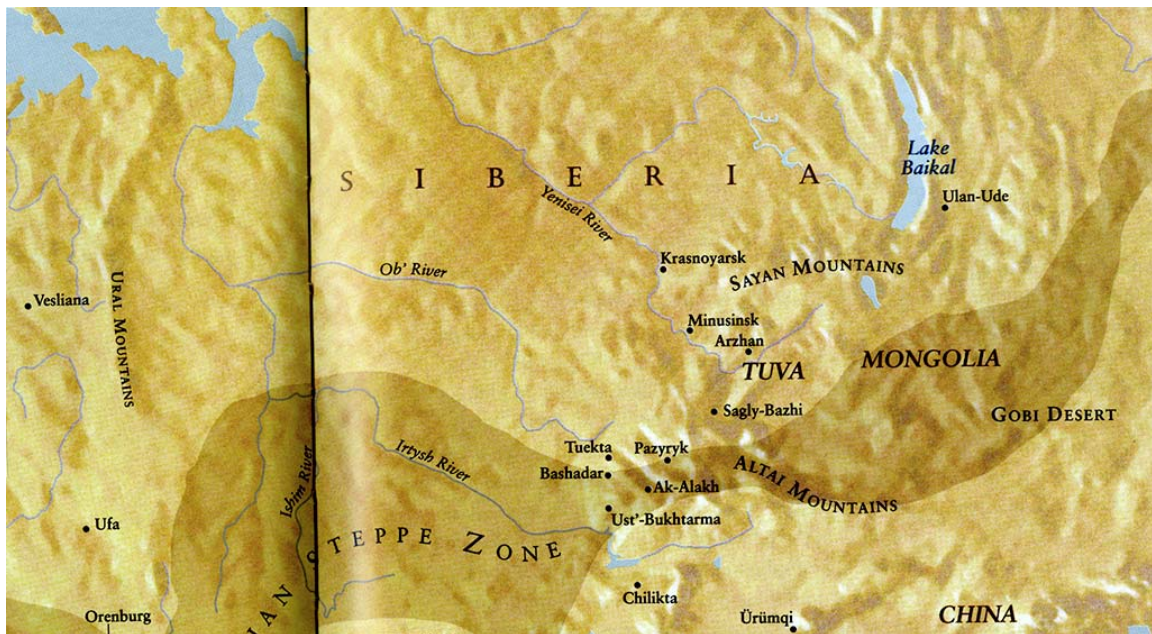 S I B E R I A
Lake
Baikal
Ulan-Ude
Yenisei River
Ob' River
Krasnoyarsk
SAYAN MOUNTAINS
Vesliana
URAL MOUNTAINS
Minusinsk
Arzhan
TUVA
MONGOLIA
Sagly-Bazhi
GOBI DESERT
Tuekta
Pazyryk
Irtysh River
Bashadar
ALTAI MOUNTAINS
Ak-Alakh
Ishim River
Ufa
Ust'-Bukhtarma
AN STEPPE ZONE
Chilikta
Orenburg
Ürümqi
CHINA